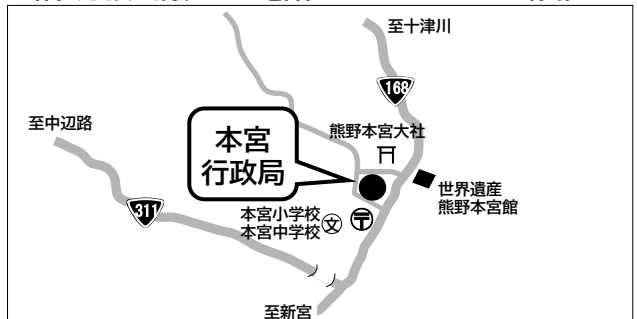 至十津川
168
熊野本宮大社
至中辺路
本宮
行政局
世界遺産
熊野本宮館
311
本宮小学校
本宮中学校
文
〒
至新宮